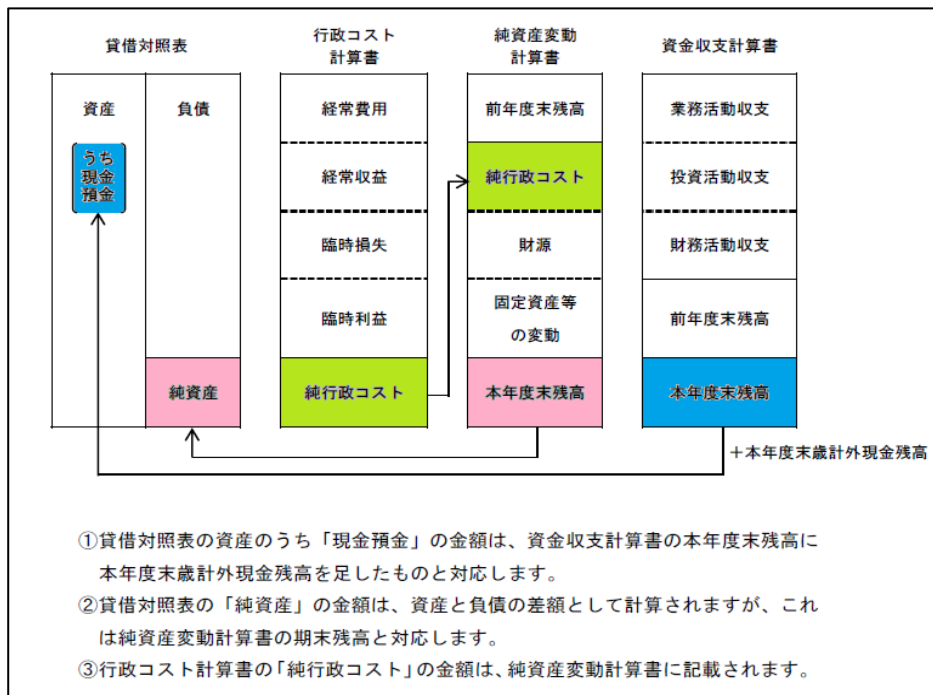 貸借対照表
行政コスト
計算書
純資産変動
計算書
資金収支計算書
資産
負債
うち
現金
預金
純資産
経常費用
経常収益
臨時損失
臨時利益
純行政コスト
前年度末残高
純行政コスト
財源
固定資産等
の変動
本年度末残高
業務活動収支
投資活動収支
財務活動収支
前年度末残高
本年度末残高
＋本年度末歳計外現金残高
①貸借対照表の資産のうち「現金預金」の金額は、資金収支計算書の本年度末残高に
本年度末歳計外現金残高を足したものと対応します。
②貸借対照表の「純資産」の金額は、資産と負債の差額として計算されますが、これ
は純資産変動計算書の期末残高と対応します。
③行政コスト計算書の「純行政コスト」の金額は、純資産変動計算書に記載されます。